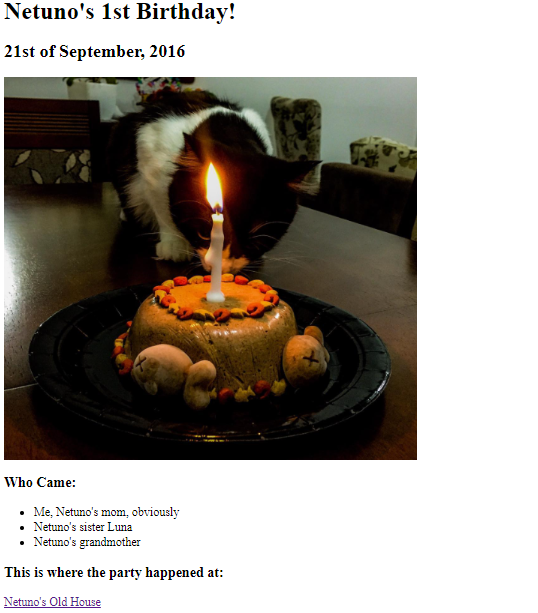 Netuno's 1st Birthday!
21st of September, 2016
Who Came:
Me, Netuno's mom, obviously
Netuno's sister Luna
Netuno's grandmother
This is where the party happened at:
Netuno's Old House